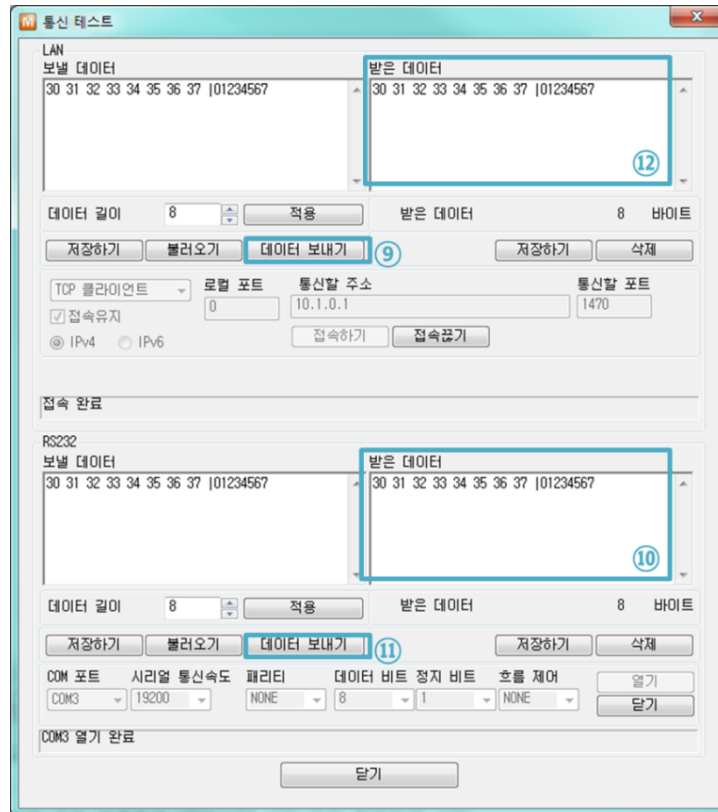 M 통신 테스트
LAN
보낼 데이터 받은 데이터
30 31 32 33 34 35 36 37 |01234567 30 31 32 33 34 35 36 37 |01234567
⑫
데이터 길이 8 적용 받은 데이터 8 바이트
저장하기 불러오기 데이터 보내기 ⑨ 저장하기 삭제
TCP 클라이언트 로컬 포트 통신할 주소 통신할 포트
0 10.1.0.1 1470
접속유지
IPv4 IPv6 접속하기 접속끊기
접속 완료
RS232
보낼 데이터 받은 데이터
30 31 32 33 34 35 36 37 |01234567 30 31 32 33 34 35 36 37 |01234567
⑩
데이터 길이 8 적용 받은 데이터 8 바이트
저장하기 불러오기 데이터 보내기 ⑪ 저장하기 삭제
COM 포트 시리얼 통신속도 패리티 데이터 비트 정지 비트 흐름 제어 열기
COM3 19200 NONE 8 1 NONE 닫기
COM3 열기 완료
닫기